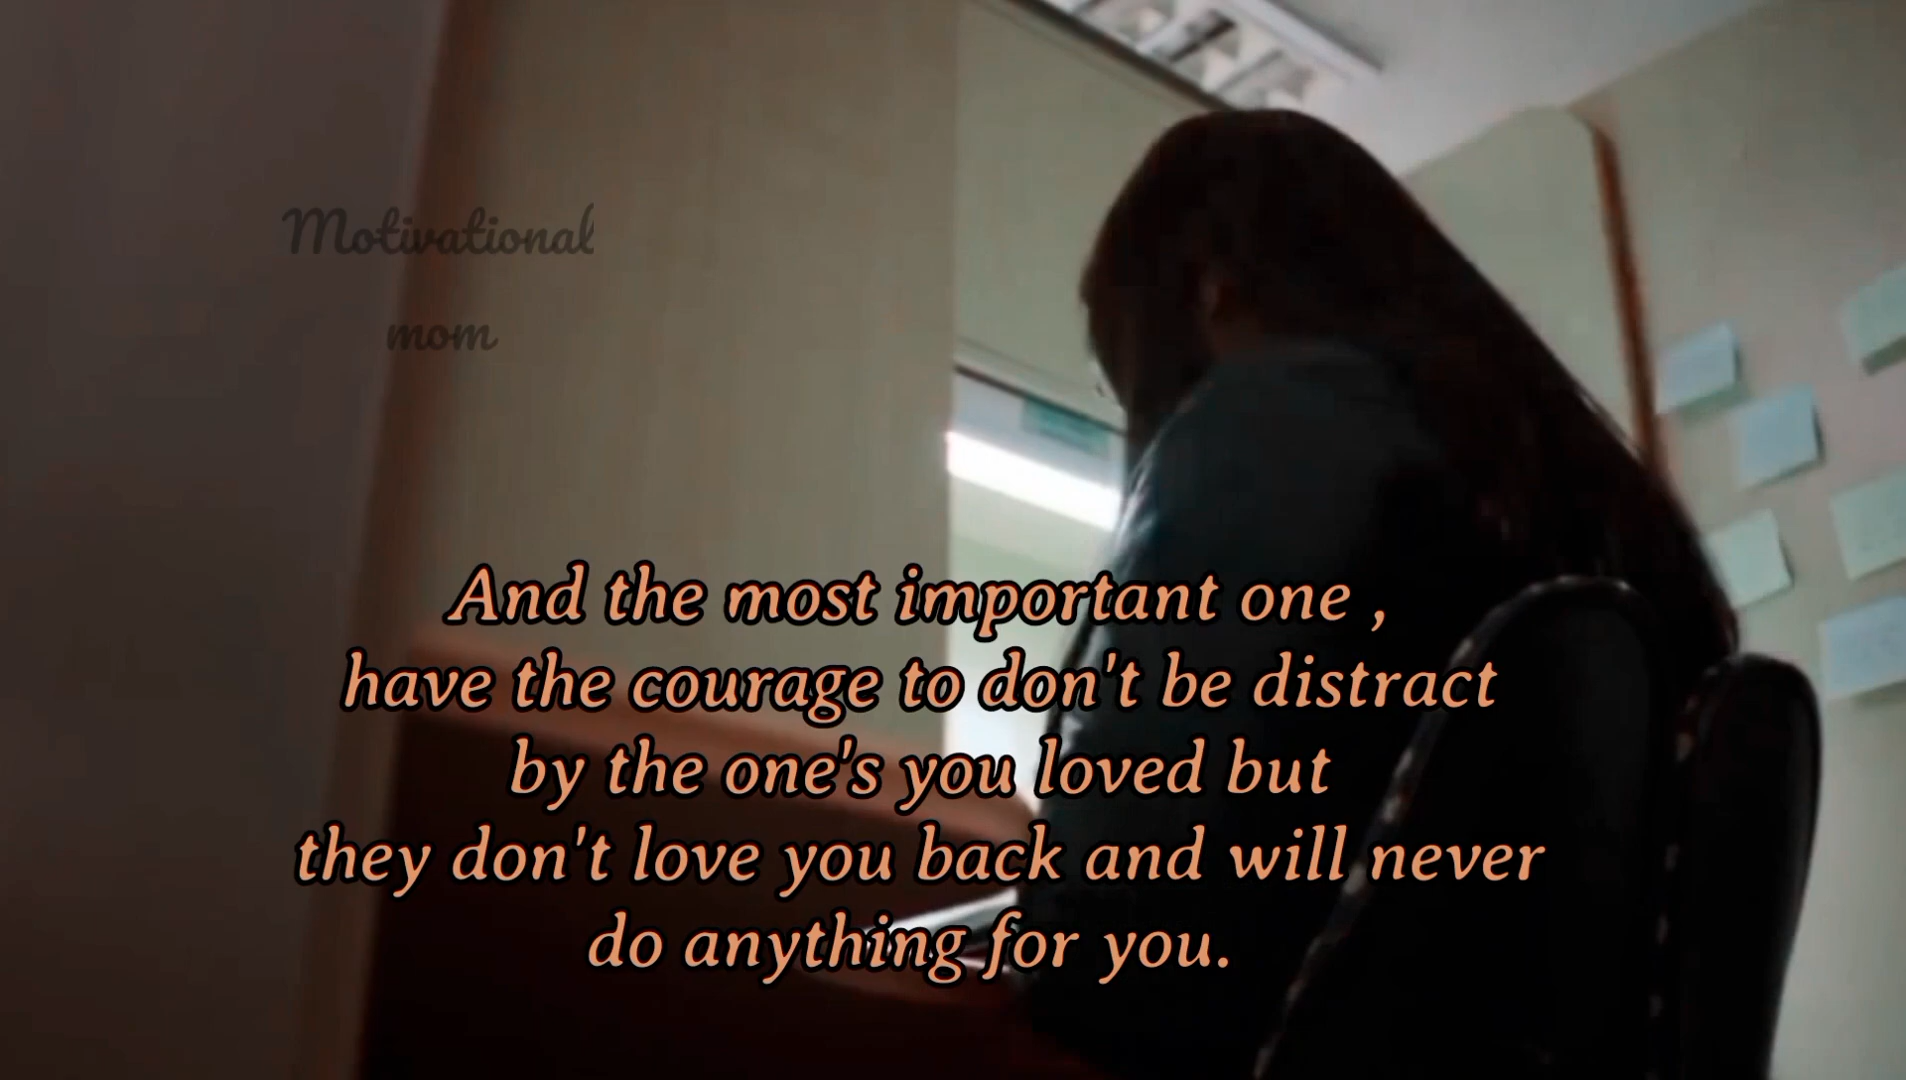 Motivational
mom
And the most important one ,
have the courage to don't be distract
by the one's you loved but
they don't love you back and will never
do anything for you.